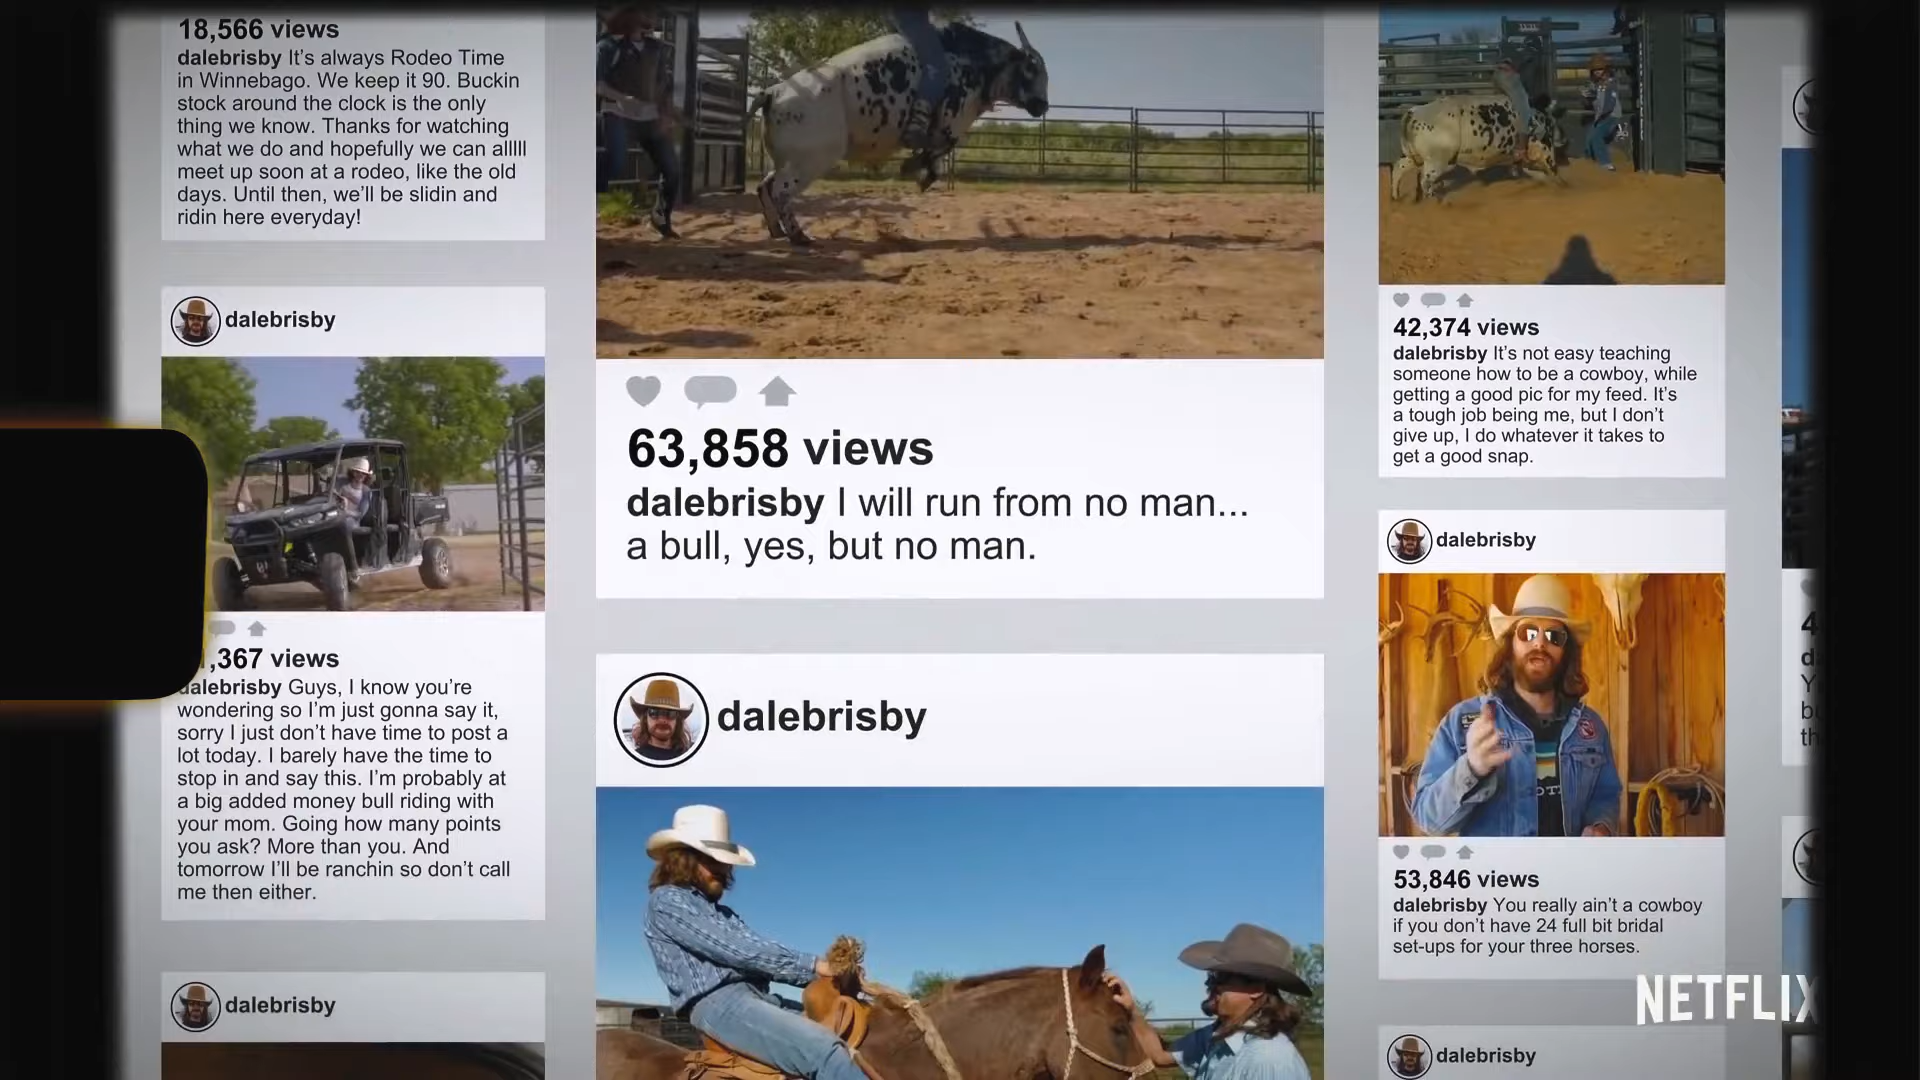 18,566 views
dalebrisby It's always Rodeo Time
in Winnebago. We keep it 90. Buckin
stock around the clock is the only
thing we know. Thanks for watching
what we do and hopefully we can alllll
meet up soon at a rodeo, like the old
days. Until then, we'll be slidin and
ridin here everyday!
dalebrisby
,367 views
dalebrisby Guys, I know you're
wondering so I'm just gonna say it,
sorry I just don't have time to post a
lot today. I barely have the time to
stop in and say this. I'm probably at
a big added money bull riding with
your mom. Going how many points
you ask? More than you. And
tomorrow I'll be ranchin so don't call
me then either.
dalebrisby
63,858 views
dalebrisby I will run from no man...
a bull, yes, but no man.
dalebrisby
42,374 views
dalebrisby It's not easy teaching
someone how to be a cowboy, while
getting a good pic for my feed. It's
a tough job being me, but I don't
give up, I do whatever it takes to
get a good snap.
dalebrisby
53,846 views
dalebrisby You really ain't a cowboy
if you don't have 24 full bit bridal
set-ups for your three horses.
dalebrisby
NETFLIX